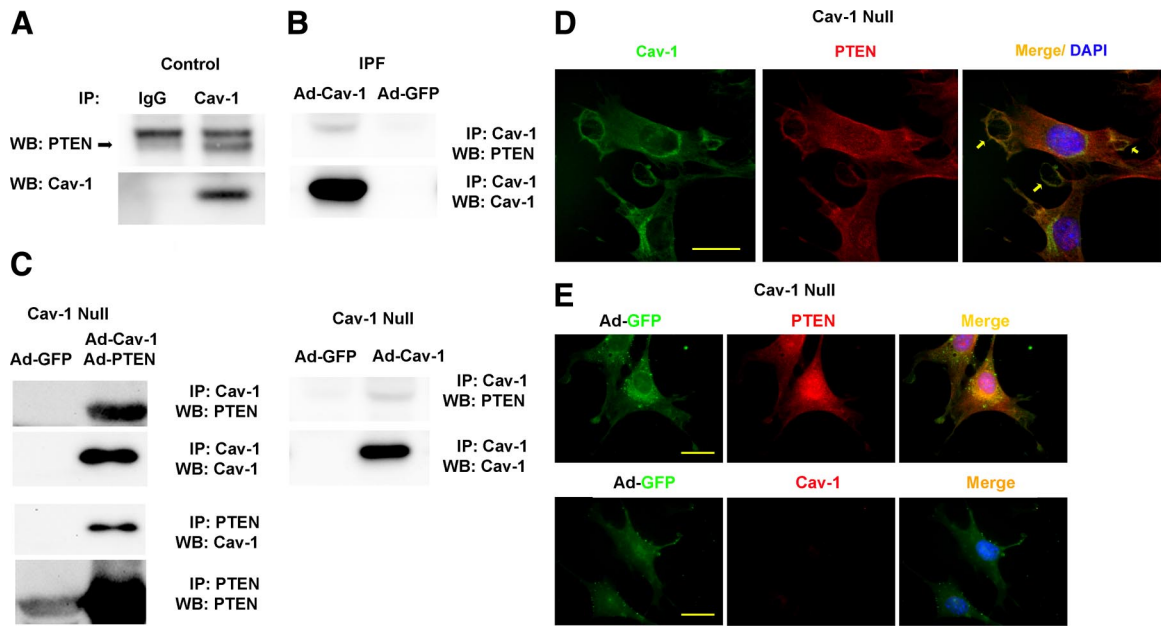 A
Control
IP: IgG Cav-1
WB: PTEN
WB: Cav-1
B
IPF
Ad-Cav-1 Ad-GFP
IP: Cav-1
WB: PTEN
IP: Cav-1
WB: Cav-1
C
Cav-1 Null
Ad-GFP
Ad-Cav-1
Ad-PTEN
IP: Cav-1
WB: PTEN
IP: Cav-1
WB: Cav-1
IP: PTEN
WB: Cav-1
IP: PTEN
WB: PTEN
Cav-1 Null
Ad-GFP Ad-Cav-1
IP: Cav-1
WB: PTEN
IP: Cav-1
WB: Cav-1
D
Cav-1 Null
Cav-1 PTEN Merge/ DAPI
E
Cav-1 Null
Ad-GFP PTEN Merge
Ad-GFP Cav-1 Merge